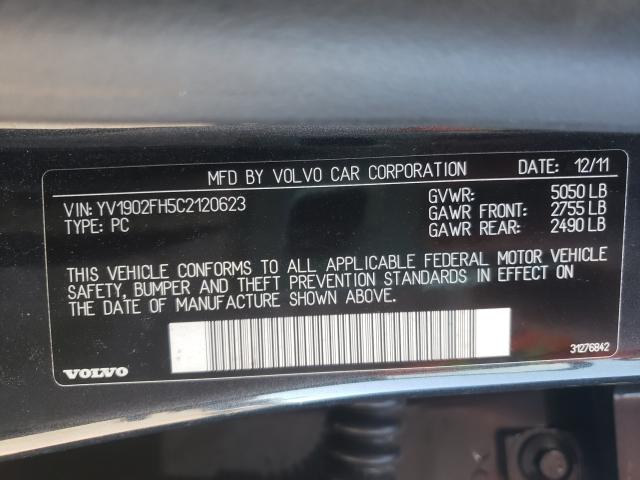 MFD BY VOLVO CAR CORPORATION DATE: 12/11
VIN: YV1902FH5C2120623 GVWR: 5050 LB
TYPE: PC GAWR FRONT: 2755 LB
GAWR REAR: 2490 LB
THIS VEHICLE CONFORMS TO ALL APPLICABLE FEDERAL MOTOR VEHICLE
SAFETY, BUMPER AND THEFT PREVENTION STANDARDS IN EFFECT ON
THE DATE OF MANUFACTURE SHOWN ABOVE.
31276842
VOLVO